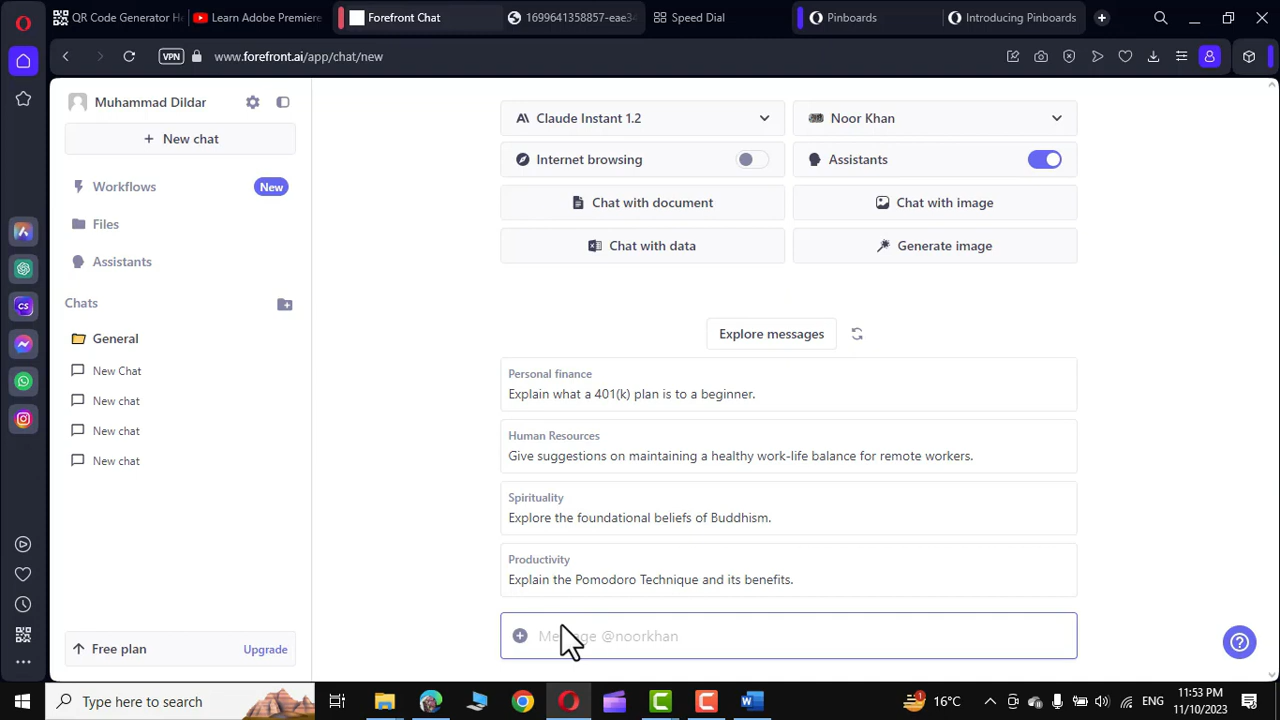 QR Code Generator H
Learn Adobe Premiere
Forefront Chat
1699641358857-eae34
Speed Dial
Pinboards
Introducing Pinboards
VPN
www.forefront.ai/app/chat/new
Muhammad Dildar
+ New chat
Workflows
New
Files
Assistants
Chats
General
New Chat
New chat
New chat
New chat
Free plan
Upgrade
Claude Instant 1.2
Noor Khan
Internet browsing
Assistants
Chat with document
Chat with image
Chat with data
Generate image
Explore messages
Personal finance
Explain what a 401(k) plan is to a beginner.
Human Resources
Give suggestions on maintaining a healthy work-life balance for remote workers.
Spirituality
Explore the foundational beliefs of Buddhism.
Productivity
Explain the Pomodoro Technique and its benefits.
Message @noorkhan
CS
Type here to search
1
16°C
ENG
11:53 PM
11/10/2023